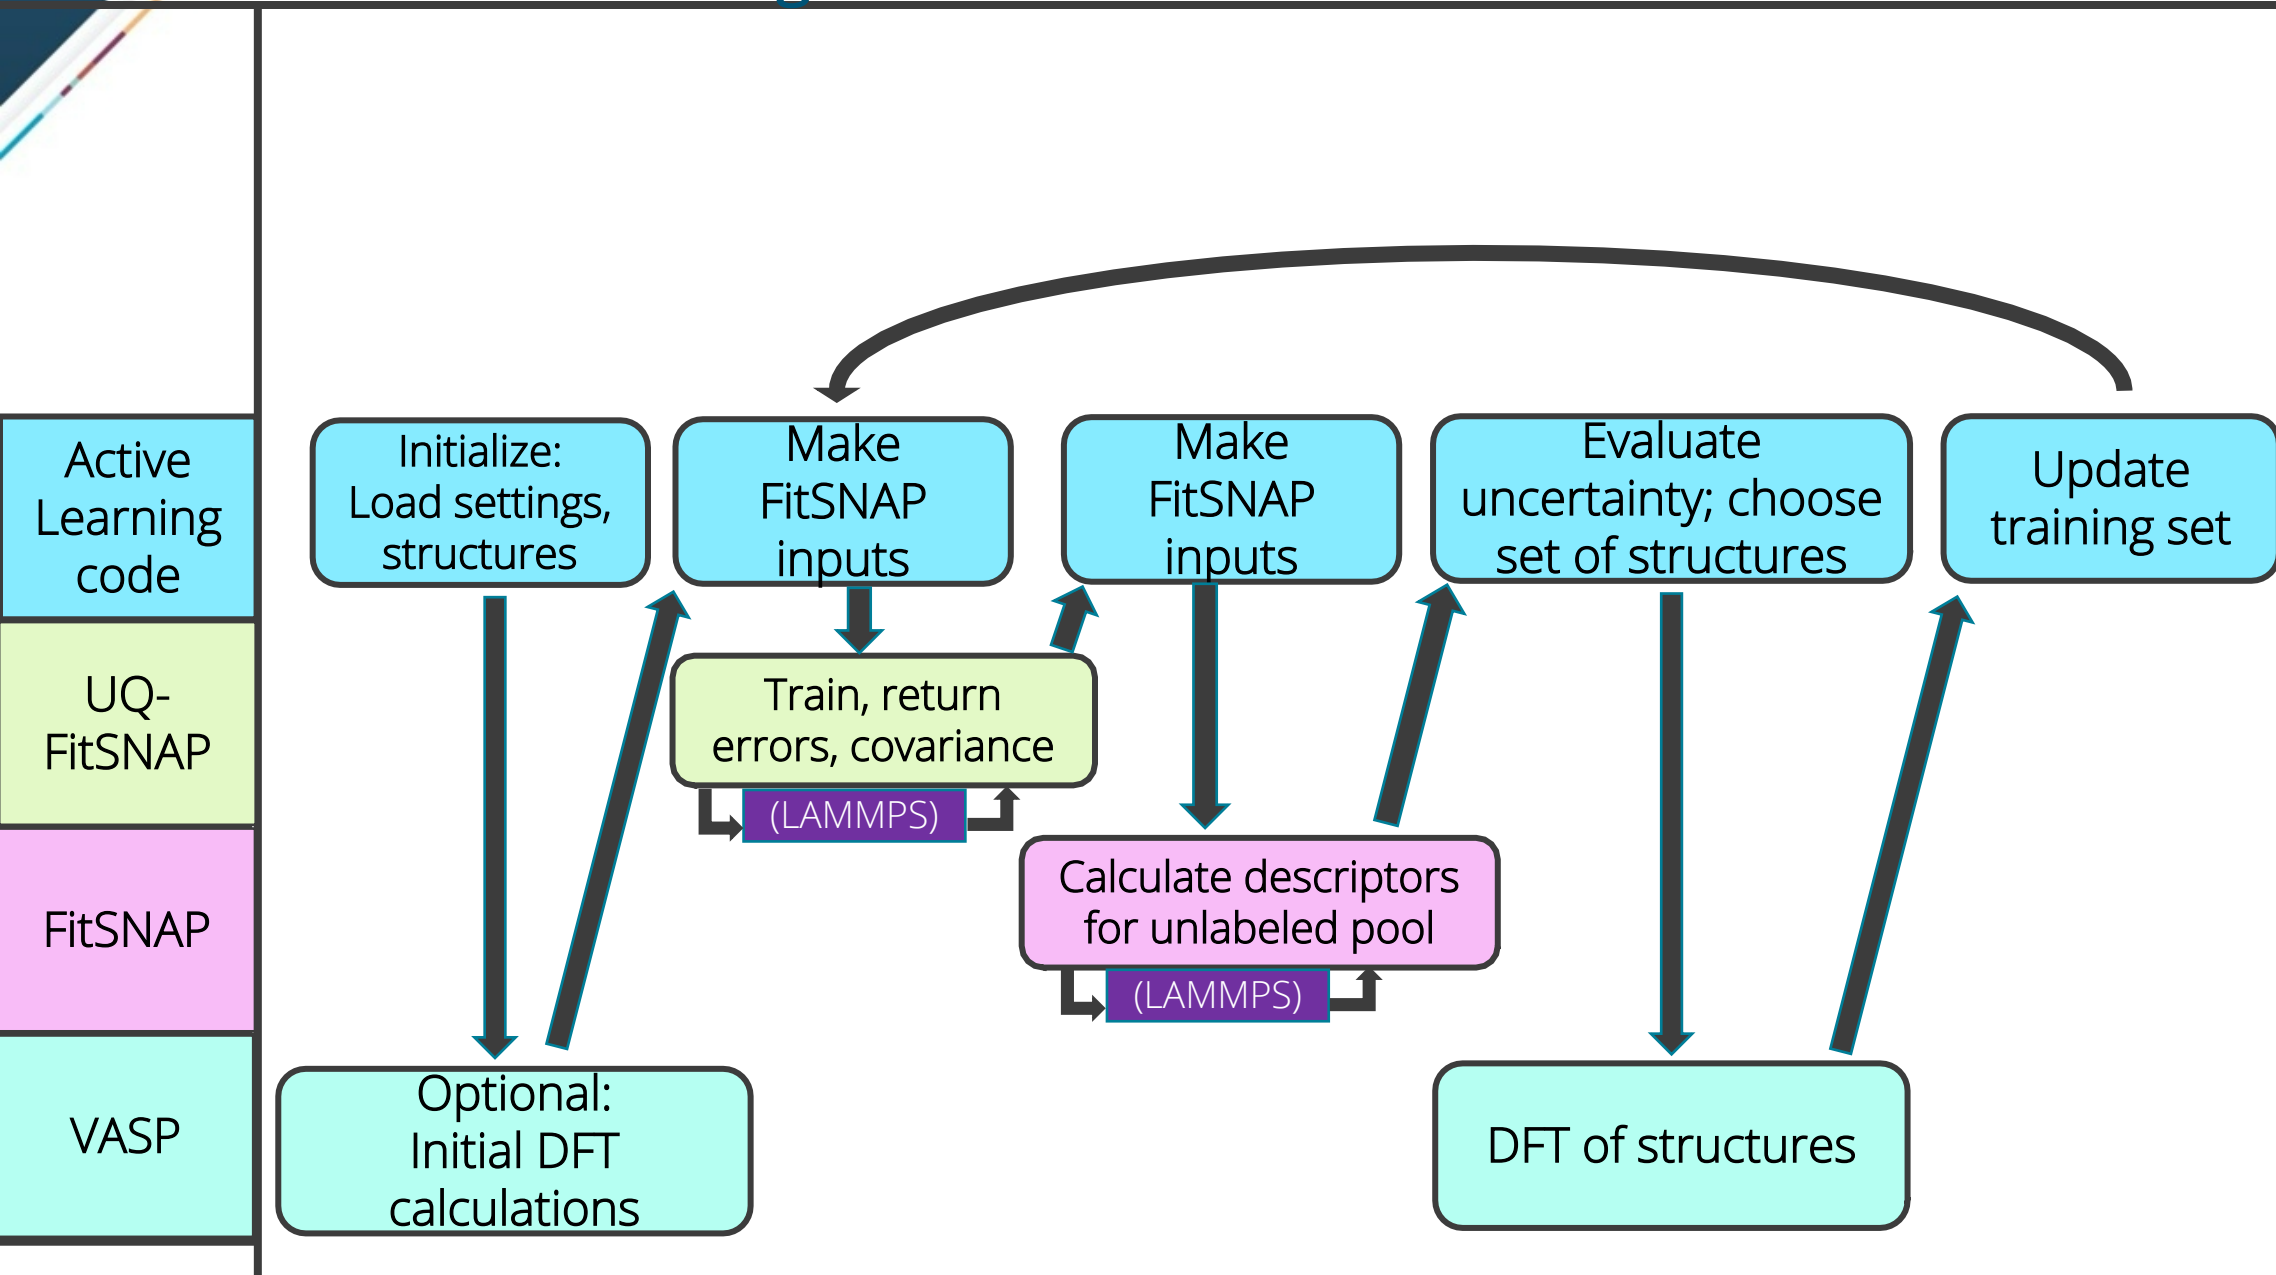 Active
Learning
code
Initialize:
Load settings,
structures
Make
FitSNAP
inputs
Make
FitSNAP
inputs
Evaluate
uncertainty; choose
set of structures
Update
training set
UQ-
FitSNAP
Train, return
errors, covariance
(LAMMPS)
FitSNAP
Calculate descriptors
for unlabeled pool
(LAMMPS)
VASP
Optional:
Initial DFT
calculations
DFT of structures